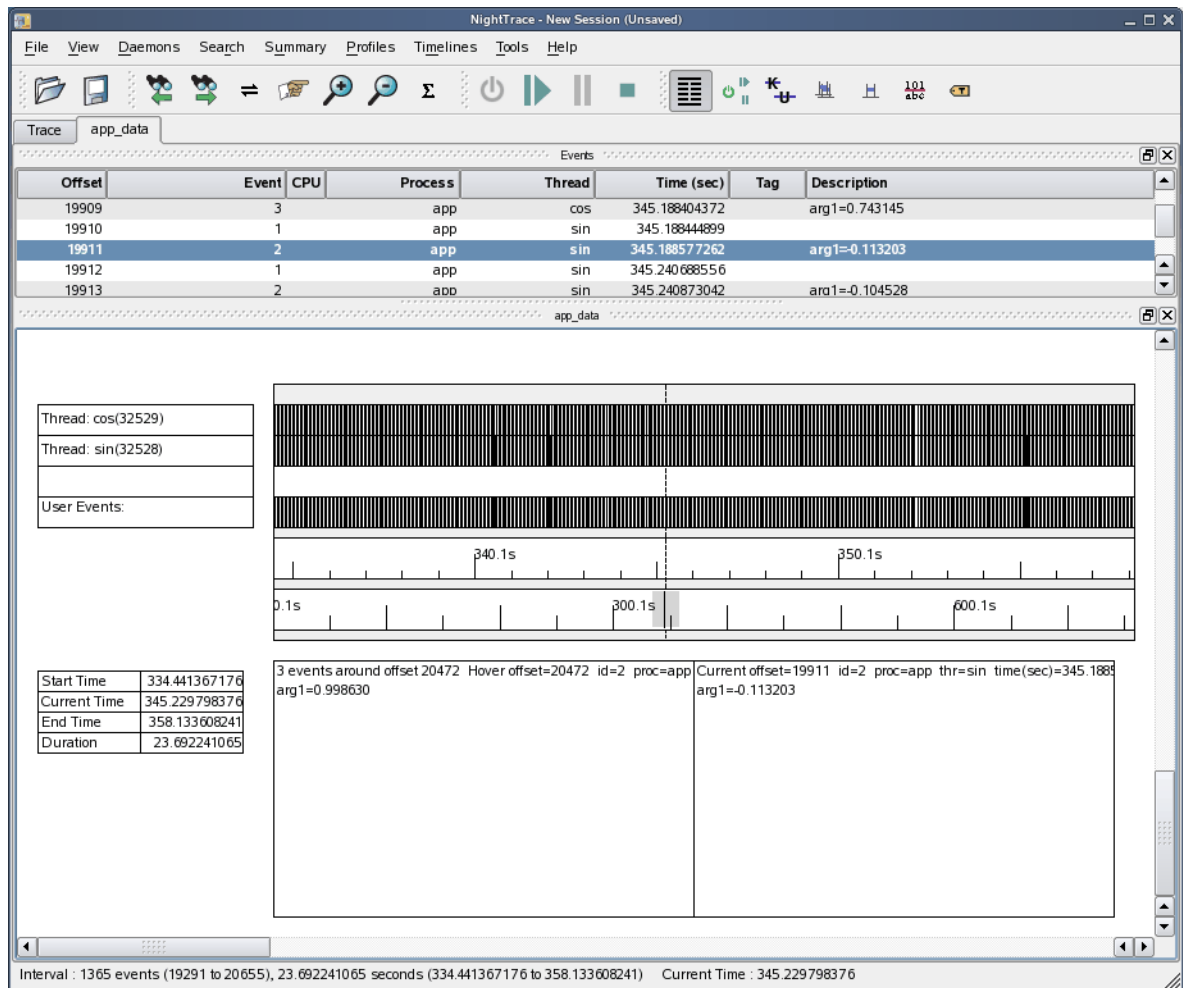 NightTrace - New Session (Unsaved)
File View Daemons Search Summary Profiles Timelines Tools Help
Σ K U 101 abc T
Trace app_data
Events
Offset Event CPU Process Thread Time (sec) Tag Description
19909 3 app cos 345.188404372 arg1=0.743145
19910 1 app sin 345.188444899
19911 2 app sin 345.188577262 arg1=-0.113203
19912 1 app sin 345.240688556
19913 2 app sin 345.240873042 arg1=-0.104528
app_data
Thread: cos(32529)
Thread: sin(32528)
User Events:
340.1s 350.1s
0.1s 300.1s 600.1s
Start Time 334.441367176
Current Time 345.229798376
End Time 358.133608241
Duration 23.692241065
3 events around offset 20472 Hover offset=20472 id=2 proc=app
arg1=0.998630
Current offset=19911 id=2 proc=app thr=sin time(sec)=345.1885
arg1=-0.113203
Interval : 1365 events (19291 to 20655), 23.692241065 seconds (334.441367176 to 358.133608241) Current Time : 345.229798376